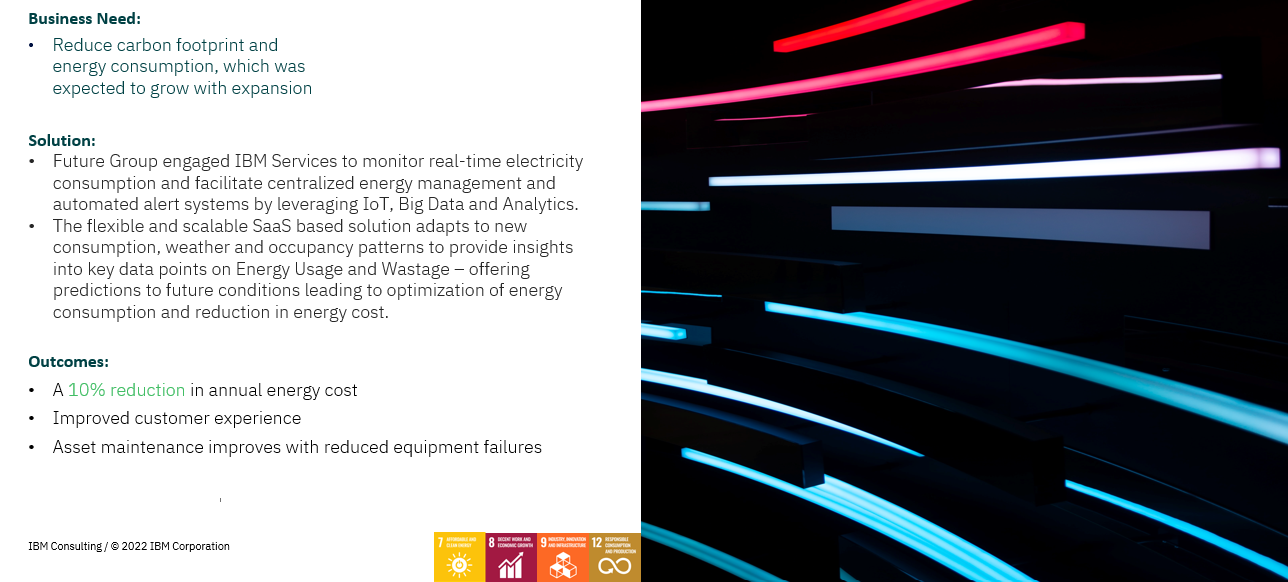 Business Need:
• Reduce carbon footprint and
energy consumption, which was
expected to grow with expansion
Solution:
• Future Group engaged IBM Services to monitor real-time electricity
consumption and facilitate centralized energy management and
automated alert systems by leveraging IoT, Big Data and Analytics.
• The flexible and scalable SaaS based solution adapts to new
consumption, weather and occupancy patterns to provide insights
into key data points on Energy Usage and Wastage – offering
predictions to future conditions leading to optimization of energy
consumption and reduction in energy cost.
Outcomes:
• A 10% reduction in annual energy cost
• Improved customer experience
• Asset maintenance improves with reduced equipment failures
IBM Consulting / © 2022 IBM Corporation
7 AFFORDABLE AND
CLEAN ENERGY
8 DECENT WORK AND
ECONOMIC GROWTH
9 INDUSTRY, INNOVATION
AND INFRASTRUCTURE
12 RESPONSIBLE
CONSUMPTION
AND PRODUCTION